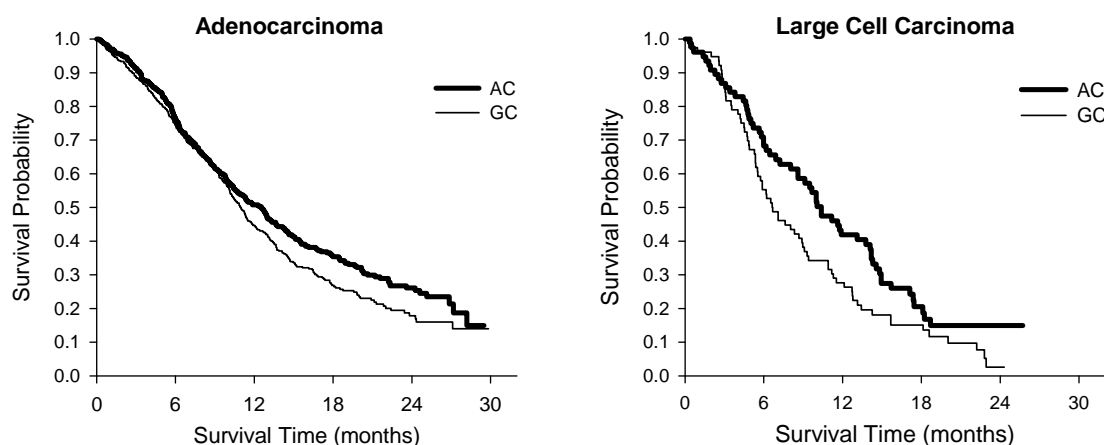 Adenocarcinoma
1.0
0.9
0.8
0.7
0.6
0.5
0.4
0.3
0.2
0.1
0.0
Survival Probability
AC
GC
0 6 12 18 24 30
Survival Time (months)
Large Cell Carcinoma
1.0
0.9
0.8
0.7
0.6
0.5
0.4
0.3
0.2
0.1
0.0
Survival Probability
AC
GC
0 6 12 18 24 30
Survival Time (months)